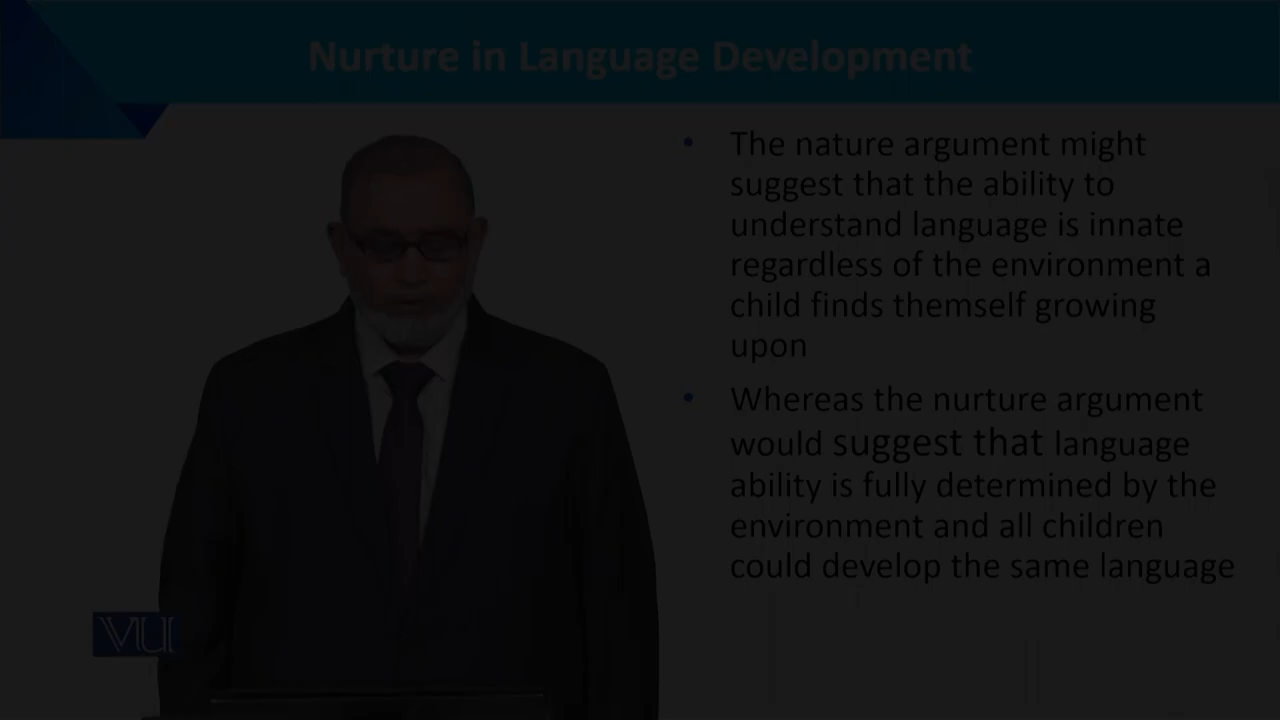 Nurture in Language Development
• The nature argument might
suggest that the ability to
understand language is innate
regardless of the environment a
child finds themself growing
upon
• Whereas the nurture argument
would suggest that language
ability is fully determined by the
environment and all children
could develop the same language
VU